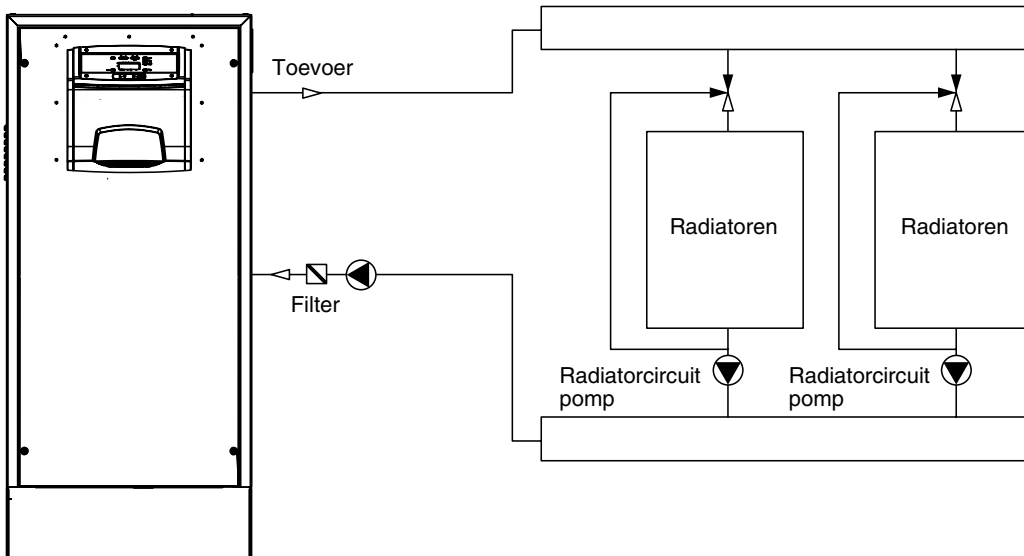 Toevoer
Radiatoren
Radiatoren
Filter
Radiatorcircuit
pomp
Radiatorcircuit
pomp